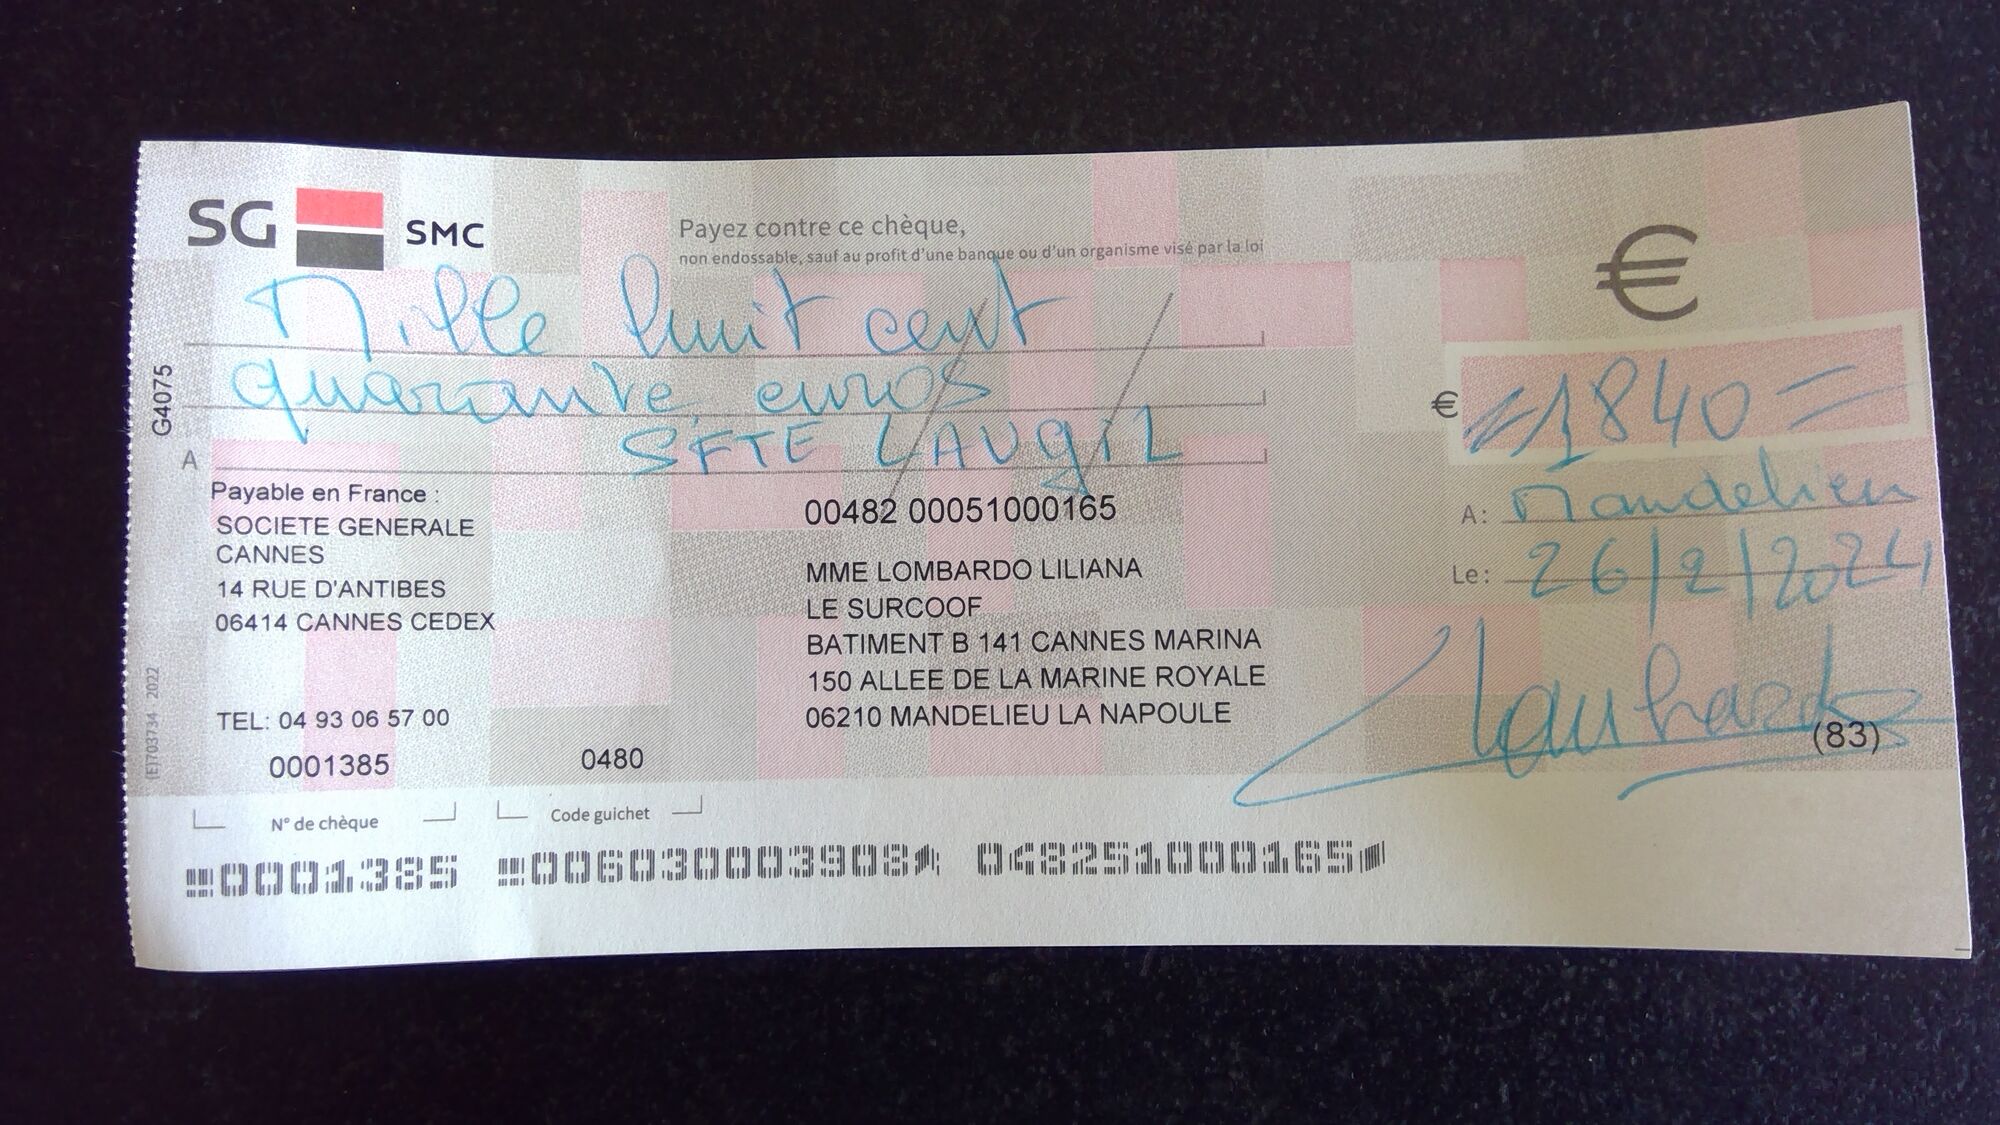 SG SMC
Payez contre ce chèque,
non endossable, sauf au profit d'une banque ou d'un organisme visé par la loi
€
Mille huit cent
quarante euros
€ =1840=
A SFTE LAUGIL
G4075
Payable en France :
SOCIETE GENERALE
CANNES
14 RUE D'ANTIBES
06414 CANNES CEDEX
TEL: 04 93 06 57 00
00482 00051000165
MME LOMBARDO LILIANA
LE SURCOOF
BATIMENT B 141 CANNES MARINA
150 ALLEE DE LA MARINE ROYALE
06210 MANDELIEU LA NAPOULE
A: Mandelieu
Le: 26/2/2024
Lombardo
(83)
(E)703734 2022
0001385 0480
N° de chèque Code guichet
0001385 006030003908 048251000165